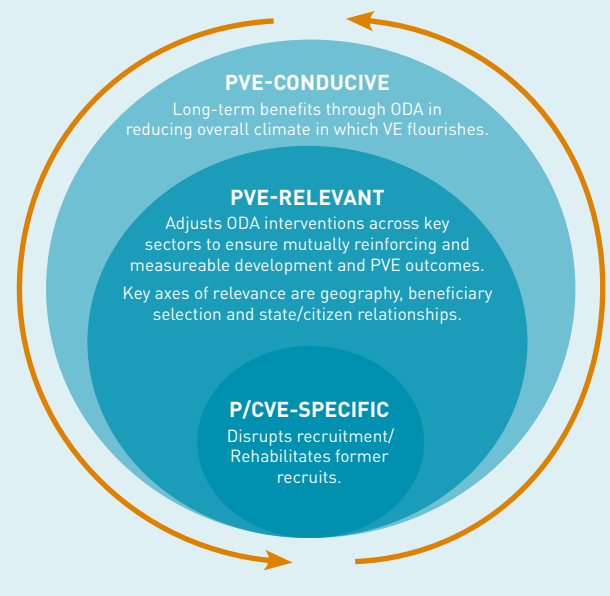 PVE-CONDUCIVE
Long-term benefits through ODA in
reducing overall climate in which VE flourishes.
PVE-RELEVANT
Adjusts ODA interventions across key
sectors to ensure mutually reinforcing and
measureable development and PVE outcomes.
Key axes of relevance are geography, beneficiary
selection and state/citizen relationships.
P/CVE-SPECIFIC
Disrupts recruitment/
Rehabilitates former
recruits.